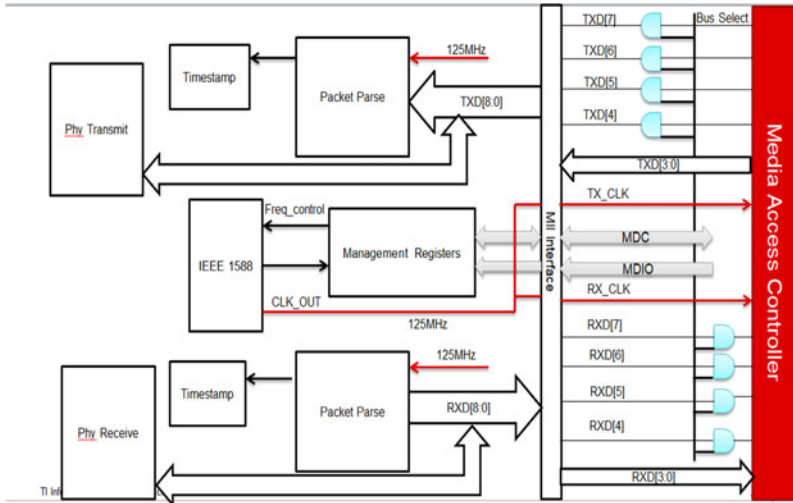 TXD[7]
Bus Select
Timestamp
Packet Parse
125MHz
TXD[6]
Phy Transmit
TXD[8:0]
TXD[5]
TXD[4]
TXD[3:0]
Freq_control
TX_CLK
IEEE 1588
Management Registers
MII Interface
MDC
MDIO
CLK_OUT
125MHz
RX_CLK
Media Access Controller
RXD[7]
125MHz
RXD[6]
Timestamp
Packet Parse
RXD[8:0]
RXD[5]
Phy Receive
RXD[4]
RXD[3:0]
TI